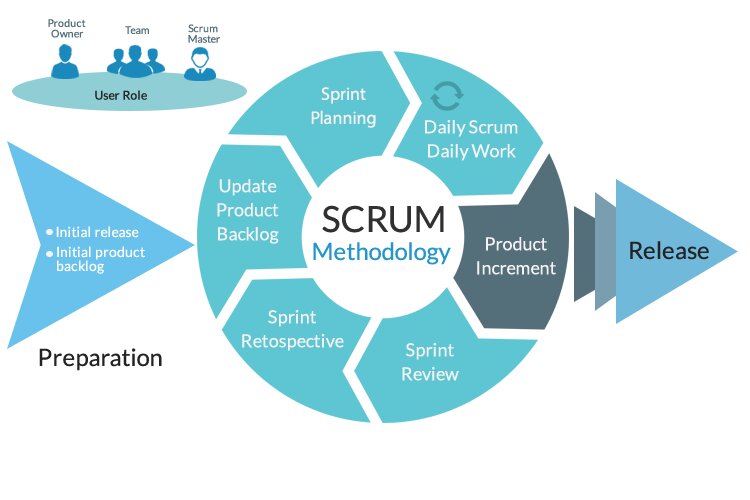 Product
Owner
Team
Scrum
Master
User Role
Sprint
Planning
Daily Scrum
Daily Work
Update
Product
Backlog
SCRUM
Methodology
Product
Increment
Initial release
Initial product
backlog
Release
Sprint
Retospective
Sprint
Review
Preparation